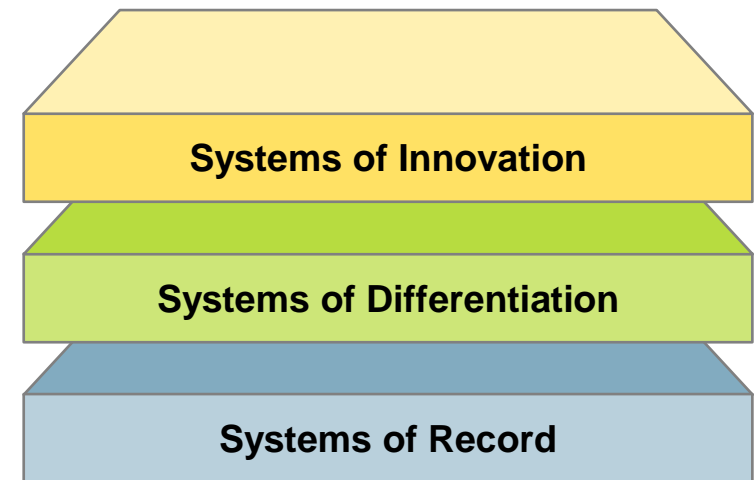 Systems of Innovation
Systems of Differentiation
Systems of Record